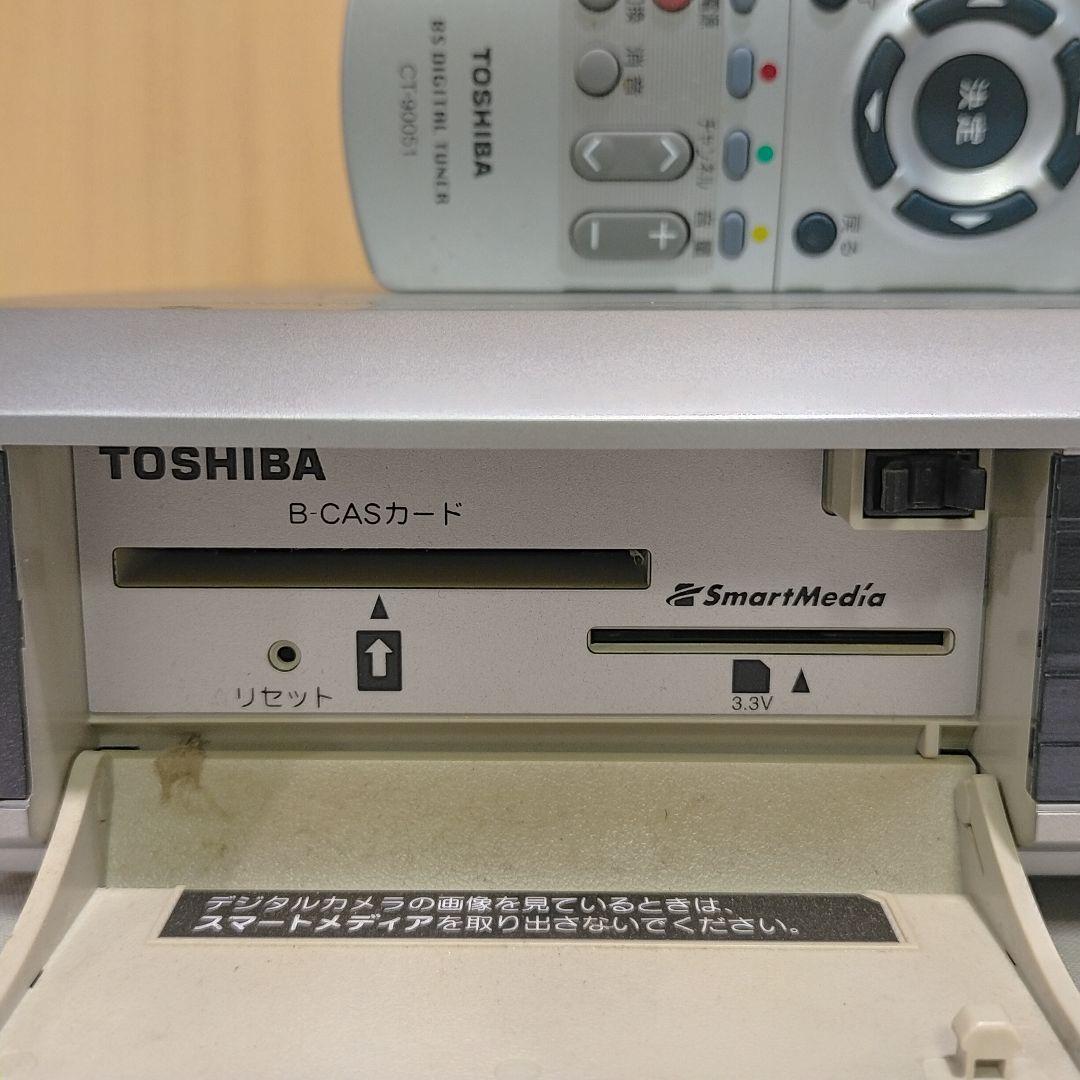 TOSHIBA
BS DIGITAL TUNER
CT-90051
消音
チャンネル
音量
決定
戻る
TOSHIBA
B-CASカード
SmartMedia
リセット
3.3V
デジタルカメラの画像を見ているときは、
スマートメディアを取り出さないでください。